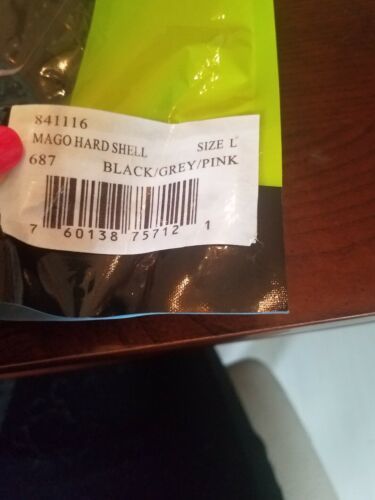 841116
MAGO HARD SHELL SIZE L
687 BLACK/GREY/PINK
7 60138 75712 1